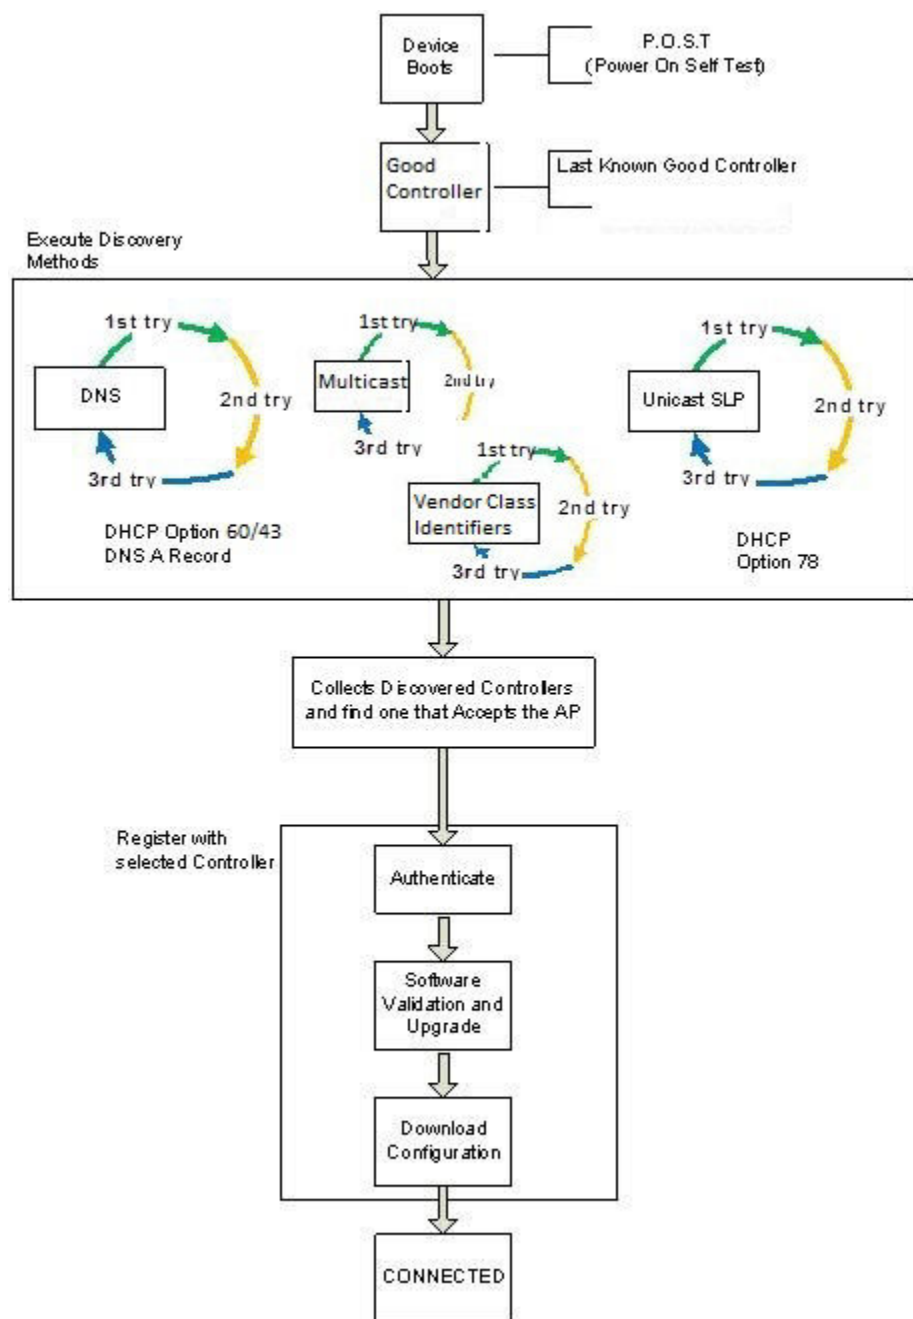 Device
Boots
P.O.S.T
(Power On Self Test)
Good
Controller
Last Known Good Controller
Execute Discovery
Methods
1st try
DNS
2nd try
3rd try
DHCP Option 60/43
DNS A Record
1st try
Multicast
2nd try
3rd try
1st try
Vendor Class
Identifiers
2nd try
3rd try
1st try
Unicast SLP
2nd try
3rd try
DHCP
Option 78
Collects Discovered Controllers
and find one that Accepts the AP
Register with
selected Controller
Authenticate
Software
Validation and
Upgrade
Download
Configuration
CONNECTED